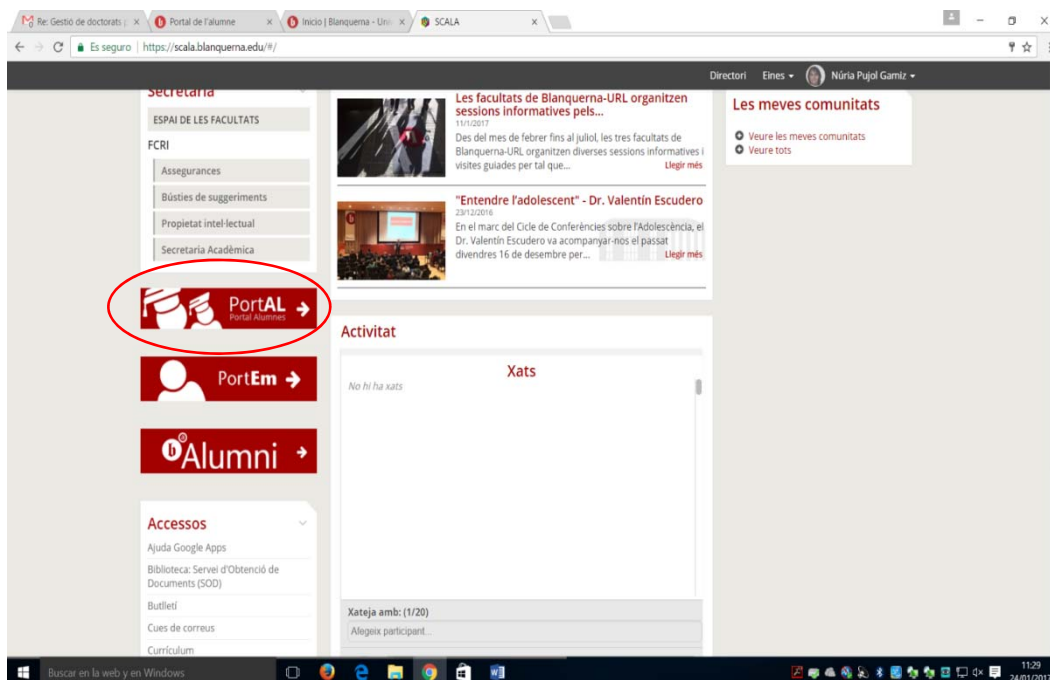 Re: Gestió de doctorats p
Portal de l'alumne
Inicio | Blanquerna - Univ
SCALA
Es seguro | https://scala.blanquerna.edu/#/
Directori Eines Núria Pujol Gamiz
Secretaria
ESPAI DE LES FACULTATS
FCRI
Assegurances
Bústies de suggeriments
Propietat intel·lectual
Secretaria Acadèmica
PortAL
Portal Alumnes
PortEm
b Alumni
Accessos
Ajuda Google Apps
Biblioteca: Servei d'Obtenció de
Documents (SOD)
Butlletí
Cues de correus
Currículum
Les facultats de Blanquerna-URL organitzen
sessions informatives pels...
11/1/2017
Des del mes de febrer fins al juliol, les tres facultats de
Blanquerna-URL organitzen diverses sessions informatives i
visites guiades per tal que... Llegir més
"Entendre l'adolescent" - Dr. Valentín Escudero
23/12/2016
En el marc del Cicle de Conferències sobre l'Adolescència, el
Dr. Valentín Escudero va acompanyar-nos el passat
divendres 16 de desembre per... Llegir més
Activitat
Xats
No hi ha xats
Xateja amb: (1/20)
Afegeix participant...
Les meves comunitats
Veure les meves comunitats
Veure tots
Buscar en la web y en Windows
11:29
24/01/2017